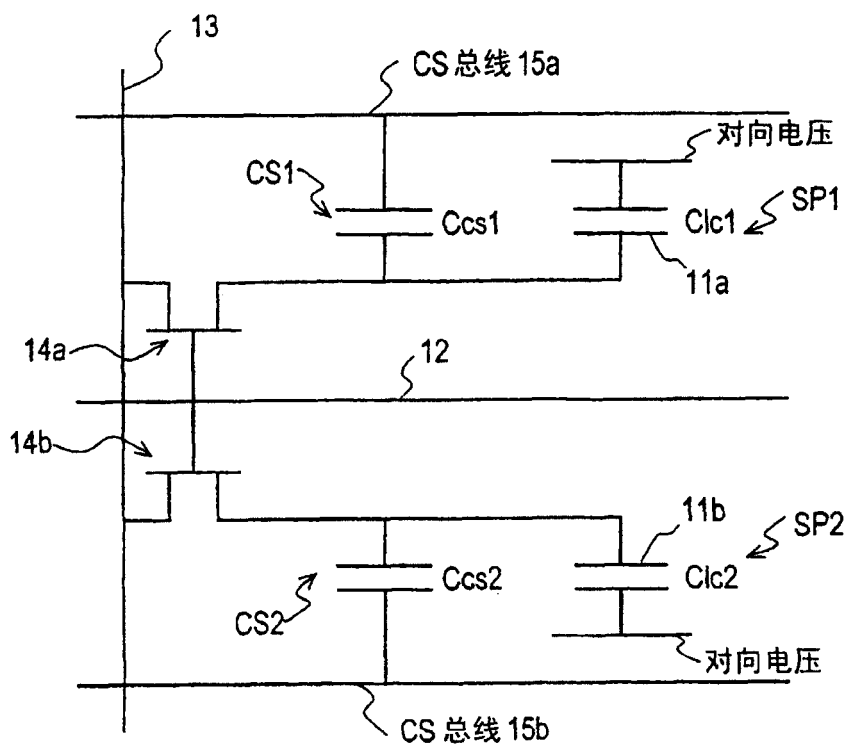 13
CS 总线 15a
对向电压
CS1
Ccs1
Clc1
SP1
11a
14a
12
14b
11b
SP2
Ccs2
Clc2
CS2
对向电压
CS 总线 15b